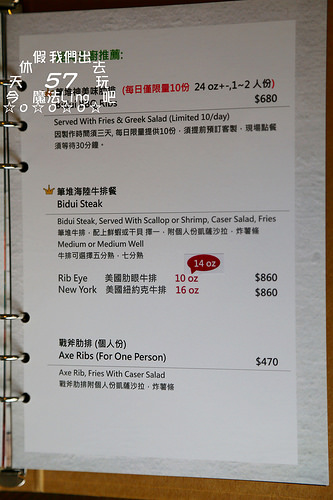 假我們出
休 去
天 57 玩
今 魔法ting 吧
☆o☆o☆o☆o☆
推薦:
(每日僅限量10份 24 oz+-,1~2 人份)
Ribs
$680
Served With Fries & Greek Salad (Limited 10/day)
因製作時間須三天, 每日限量提供10份，須提前預訂客製，現場點餐
須等待30分鐘。
筆堆海陸牛排餐
Bidui Steak
Bidui Steak, Served With Scallop or Shrimp, Caser Salad, Fries
筆堆牛排，配上鮮蝦或干貝 擇一，附個人份凱薩沙拉，炸薯條
Medium or Medium Well
牛排可選擇五分熟，七分熟
14 oz
Rib Eye 美國肋眼牛排 10 oz $860
New York 美國紐約克牛排 16 oz $860
戰斧肋排 (個人份)
Axe Ribs (For One Person)
$470
Axe Rib, Fries With Caser Salad
戰斧肋排附個人份凱薩沙拉，炸薯條